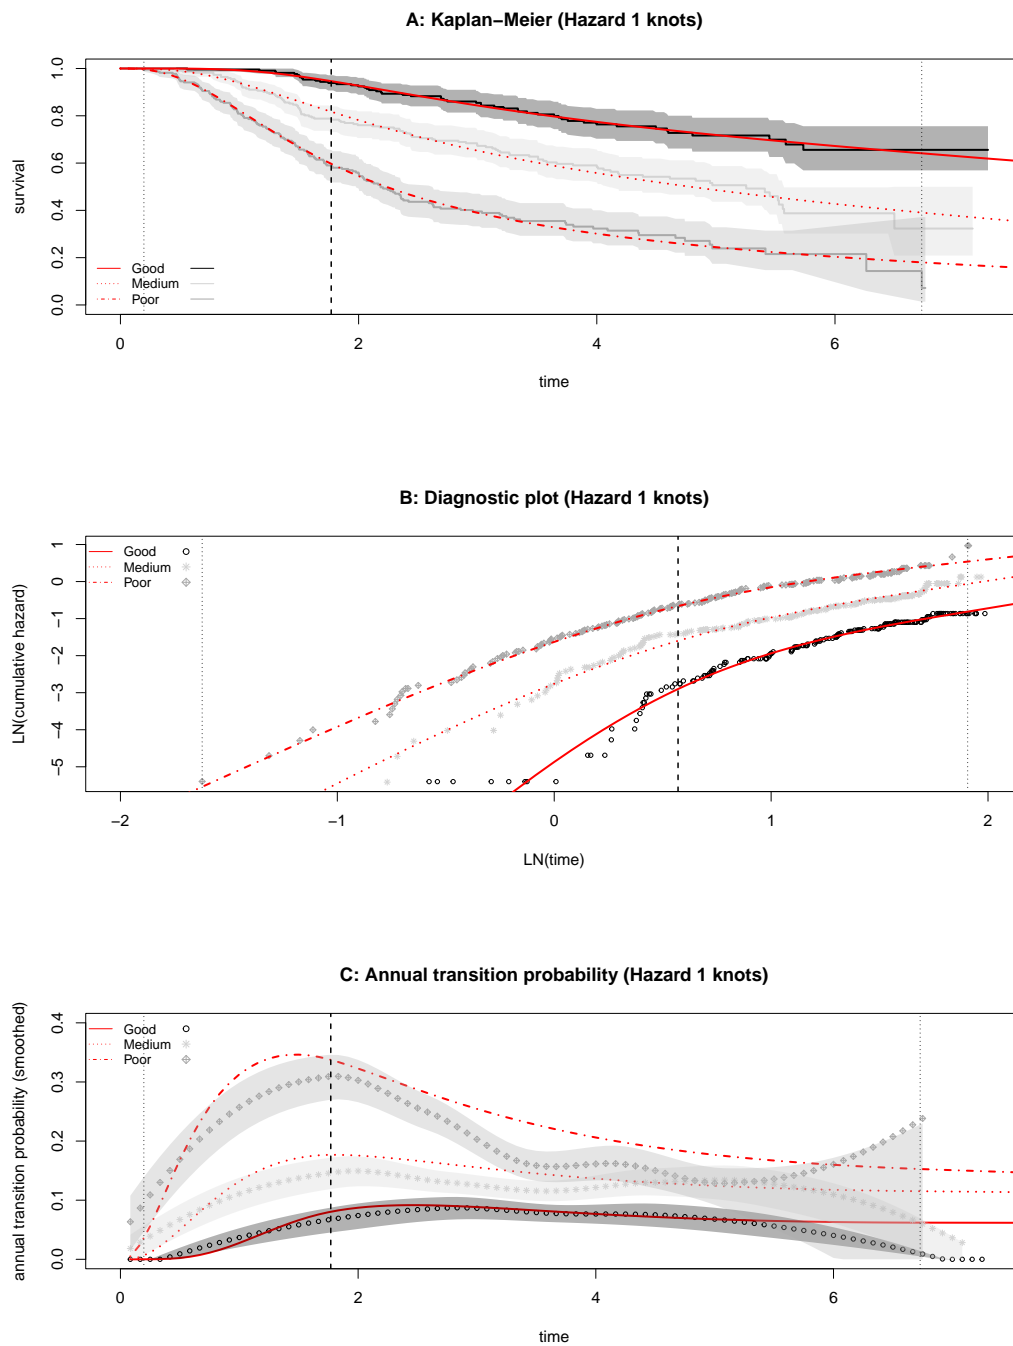 A: Kaplan−Meier (Hazard 1 knots)
survival
1.0
0.8
0.6
0.4
0.2
0.0
Good
Medium
Poor
0 2 4 6
time
B: Diagnostic plot (Hazard 1 knots)
LN(cumulative hazard)
1
0
−1
−2
−3
−4
−5
Good
Medium
Poor
−2 −1 0 1 2
LN(time)
C: Annual transition probability (Hazard 1 knots)
annual transition probability (smoothed)
0.4
0.3
0.2
0.1
0.0
Good
Medium
Poor
0 2 4 6
time